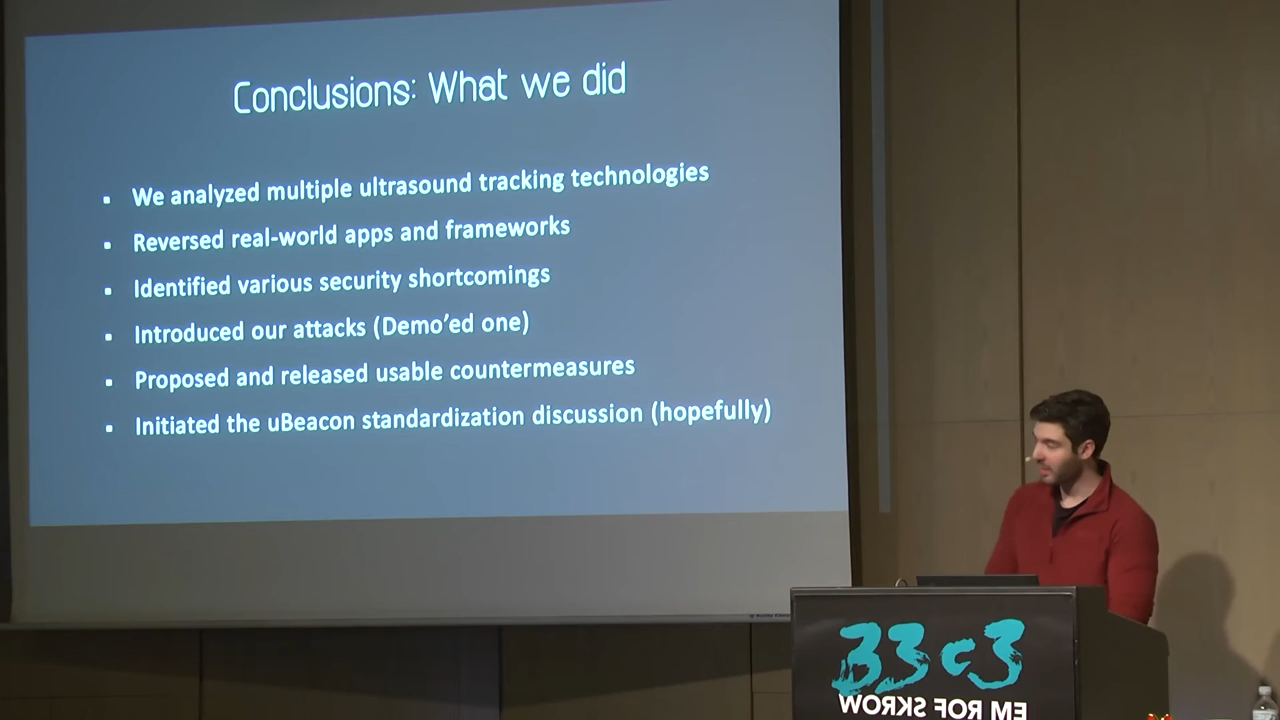 Conclusions: What we did
▪ We analyzed multiple ultrasound tracking technologies
▪ Reversed real-world apps and frameworks
▪ Identified various security shortcomings
▪ Introduced our attacks (Demo'ed one)
▪ Proposed and released usable countermeasures
▪ Initiated the uBeacon standardization discussion (hopefully)
33c3
WORKS FOR ME